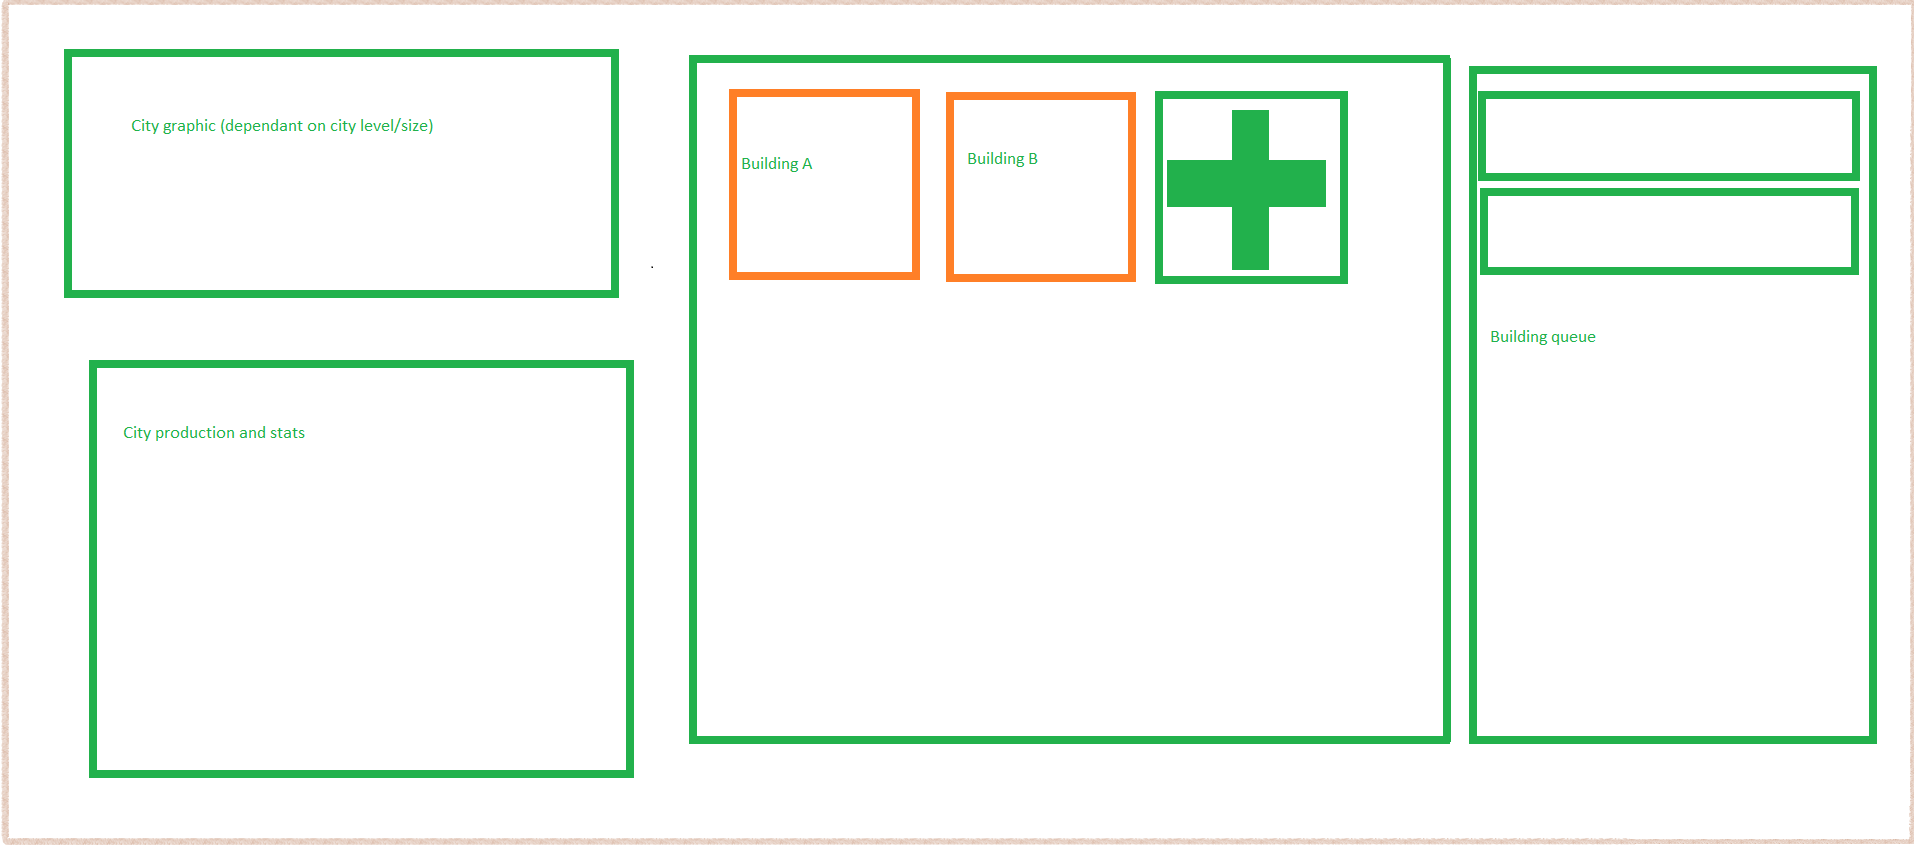 City graphic (dependant on city level/size)
City production and stats
Building A
Building B
Building queue